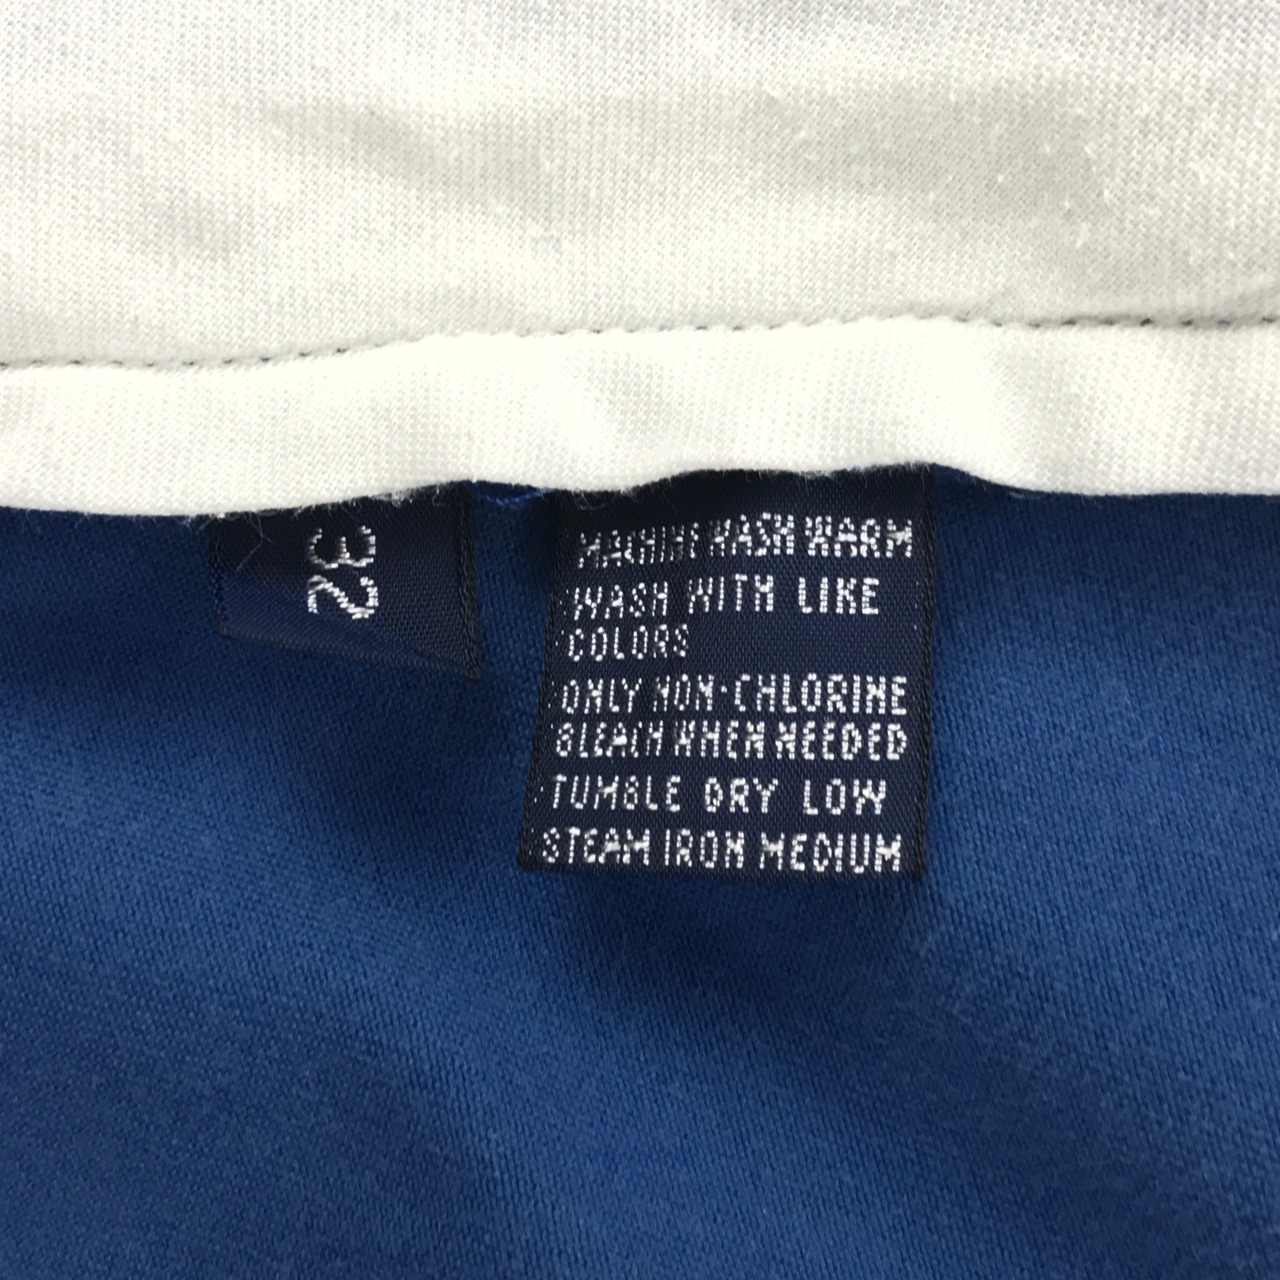 32
MACHINE WASH WARM
WASH WITH LIKE
COLORS
ONLY NON-CHLORINE
BLEACH WHEN NEEDED
TUMBLE DRY LOW
STEAM IRON MEDIUM